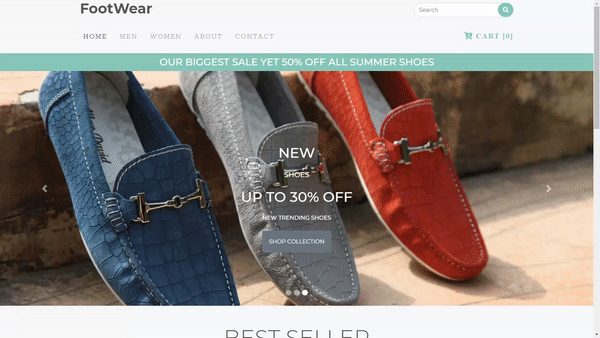 FootWear
Search
HOME MEN WOMEN ABOUT CONTACT
CART [0]
OUR BIGGEST SALE YET 50% OFF ALL SUMMER SHOES
NEW
SHOES
UP TO 30% OFF
NEW TRENDING SHOES
SHOP COLLECTION
BEST SELLER